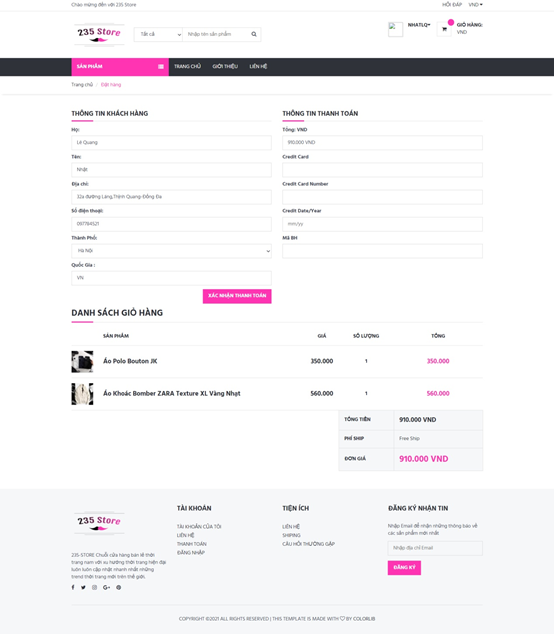 Chào mừng đến với 235 Store
HỎI ĐÁP VND
235 Store
Tất cả
Nhập tên sản phẩm
NHATLQ
GIỎ HÀNG:
VND
SẢN PHẨM
TRANG CHỦ GIỚI THIỆU LIÊN HỆ
Trang chủ Đặt hàng
THÔNG TIN KHÁCH HÀNG
Họ:
Lê Quang
Tên:
Nhật
Địa chỉ:
32a đường Láng,Thịnh Quang-Đống Đa
Số điện thoại:
097784521
Thành Phố:
Hà Nội
Quốc Gia :
VN
XÁC NHẬN THANH TOÁN
THÔNG TIN THANH TOÁN
Tổng: VND
910.000 VND
Credit Card
Credit Card Number
Credit Date/Year
mm/yy
Mã BH
DANH SÁCH GIỎ HÀNG
SẢN PHẨM GIÁ SỐ LƯỢNG TỔNG
Áo Polo Bouton JK 350.000 1 350.000
Áo Khoác Bomber ZARA Texture XL Vàng Nhạt 560.000 1 560.000
TỔNG TIỀN 910.000 VND
PHÍ SHIP Free Ship
ĐƠN GIÁ 910.000 VND
235 Store
235-STORE Chuỗi cửa hàng bán lẻ thời
trang nam với xu hướng thời trang hiện đại
luôn luôn cập nhật nhanh nhất những
trend thời trang mới trên thế giới.
TÀI KHOẢN
TÀI KHOẢN CỦA TÔI
LIÊN HỆ
THANH TOÁN
ĐĂNG NHẬP
TIỆN ÍCH
LIÊN HỆ
SHIPING
CÂU HỎI THƯỜNG GẶP
ĐĂNG KÝ NHẬN TIN
Nhập Email để nhận những thông báo về
các sản phẩm mới nhất
Nhập địa chỉ Email
ĐĂNG KÝ
COPYRIGHT ©2021 ALL RIGHTS RESERVED | THIS TEMPLATE IS MADE WITH BY COLORLIB